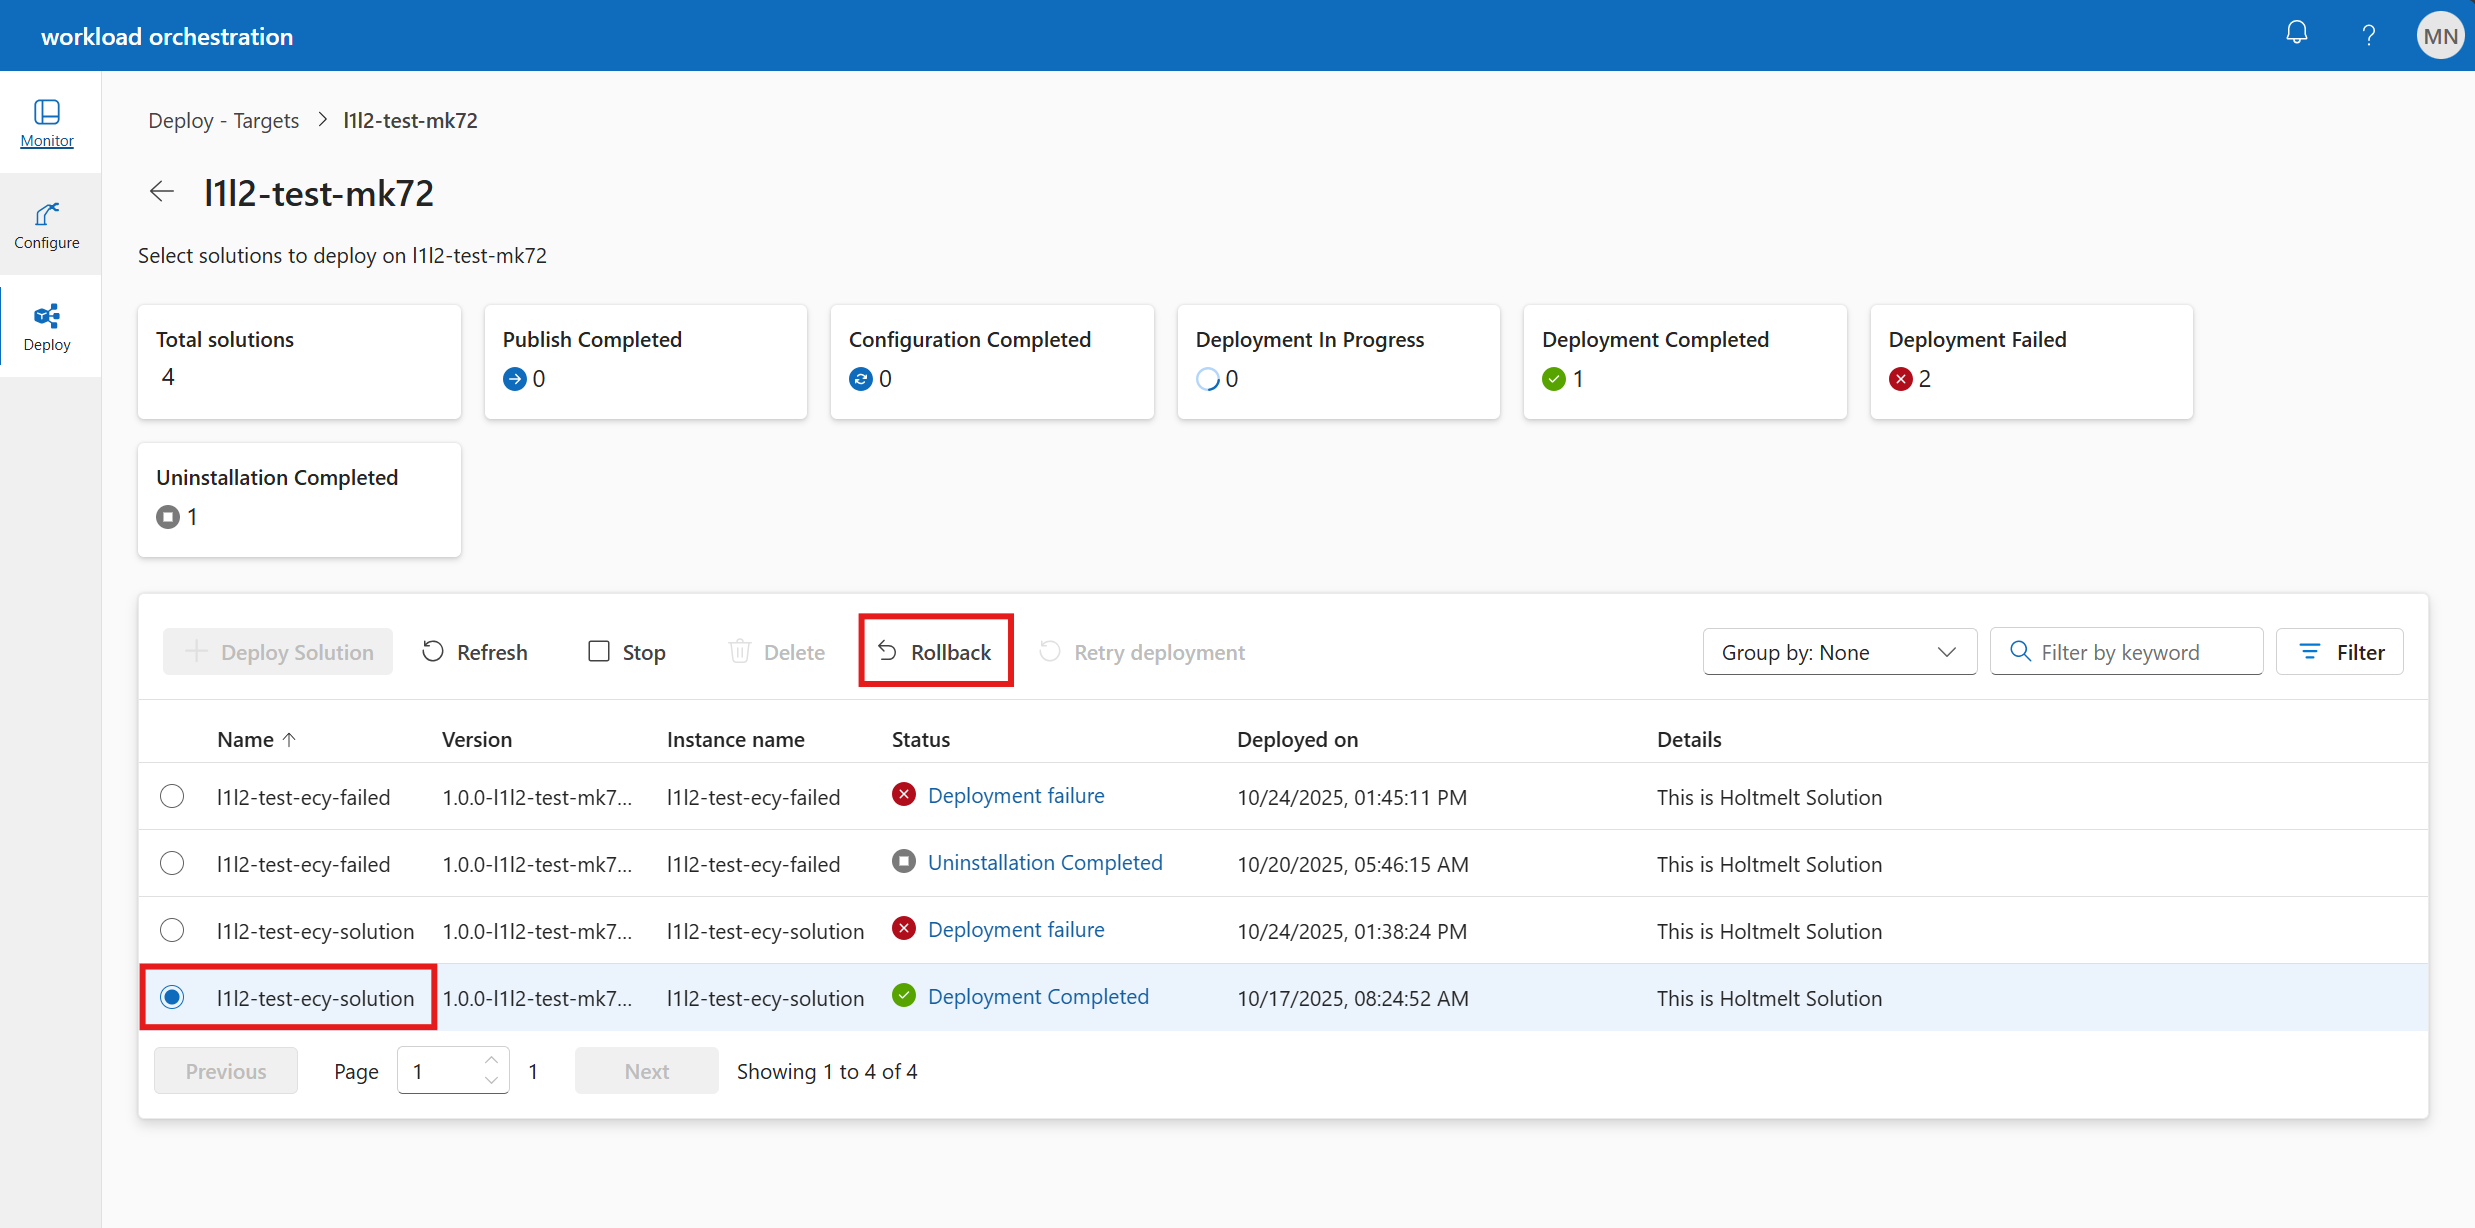 workload orchestration
MN
Monitor
Configure
Deploy
Deploy - Targets > l1l2-test-mk72
l1l2-test-mk72
Select solutions to deploy on l1l2-test-mk72
Total solutions
4
Publish Completed
0
Configuration Completed
0
Deployment In Progress
0
Deployment Completed
1
Deployment Failed
2
Uninstallation Completed
1
Deploy Solution Refresh Stop Delete Rollback Retry deployment Group by: None Filter by keyword Filter
Name Version Instance name Status Deployed on Details
l1l2-test-ecy-failed 1.0.0-l1l2-test-mk7... l1l2-test-ecy-failed Deployment failure 10/24/2025, 01:45:11 PM This is Holtmelt Solution
l1l2-test-ecy-failed 1.0.0-l1l2-test-mk7... l1l2-test-ecy-failed Uninstallation Completed 10/20/2025, 05:46:15 AM This is Holtmelt Solution
l1l2-test-ecy-solution 1.0.0-l1l2-test-mk7... l1l2-test-ecy-solution Deployment failure 10/24/2025, 01:38:24 PM This is Holtmelt Solution
l1l2-test-ecy-solution 1.0.0-l1l2-test-mk7... l1l2-test-ecy-solution Deployment Completed 10/17/2025, 08:24:52 AM This is Holtmelt Solution
Previous Page 1 1 Next Showing 1 to 4 of 4